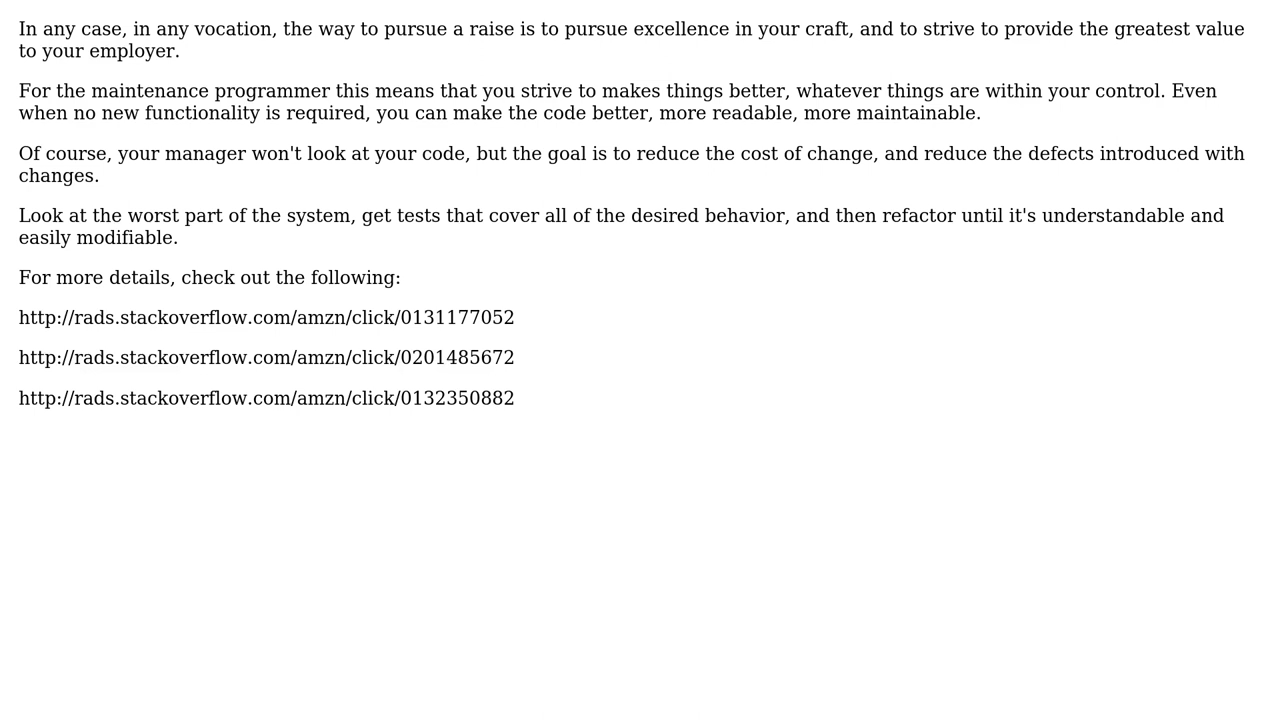 In any case, in any vocation, the way to pursue a raise is to pursue excellence in your craft, and to strive to provide the greatest value
to your employer.
For the maintenance programmer this means that you strive to makes things better, whatever things are within your control. Even
when no new functionality is required, you can make the code better, more readable, more maintainable.
Of course, your manager won't look at your code, but the goal is to reduce the cost of change, and reduce the defects introduced with
changes.
Look at the worst part of the system, get tests that cover all of the desired behavior, and then refactor until it's understandable and
easily modifiable.
For more details, check out the following:
http://rads.stackoverflow.com/amzn/click/0131177052
http://rads.stackoverflow.com/amzn/click/0201485672
http://rads.stackoverflow.com/amzn/click/0132350882